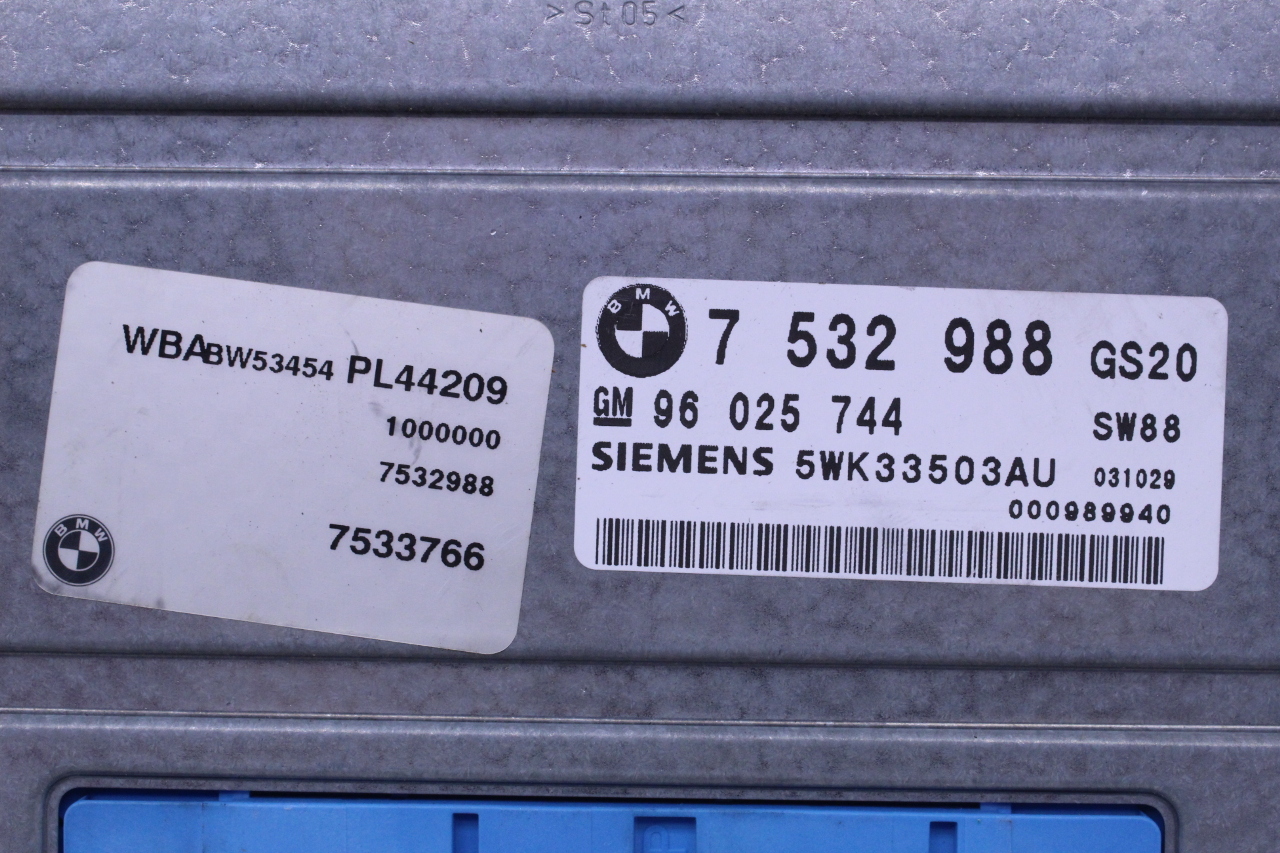 >St05<
WBABW53454 PL44209
1000000
7532988
7533766
BMW
BMW
7 532 988 GS20
GM 96 025 744 SW88
SIEMENS 5WK33503AU 031029
000989940